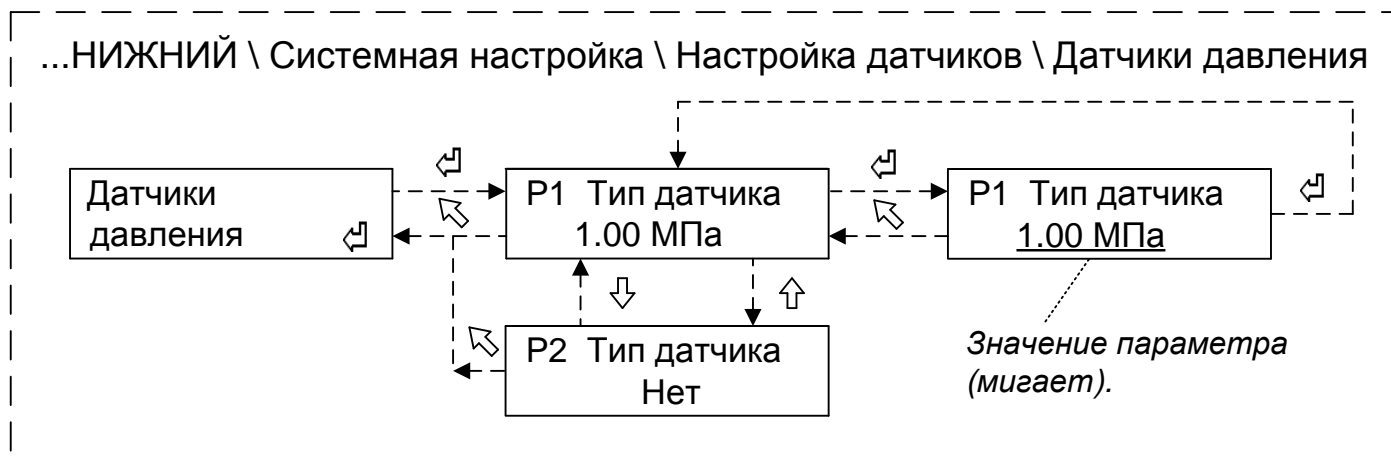 ...НИЖНИЙ \ Системная настройка \ Настройка датчиков \ Датчики давления
Датчики
давления
P1 Тип датчика
1.00 МПа
P1 Тип датчика
1.00 МПа
P2 Тип датчика
Нет
Значение параметра
(мигает).